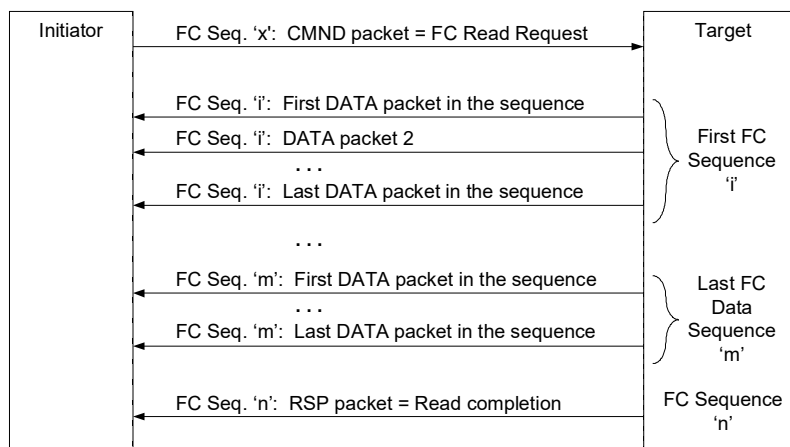 Initiator
Target
FC Seq. ‘x': CMND packet = FC Read Request
FC Seq. ‘i’: First DATA packet in the sequence
FC Seq. ‘i’: DATA packet 2
. . .
FC Seq. ‘i’: Last DATA packet in the sequence
First FC
Sequence
‘i’
. . .
FC Seq. ‘m’: First DATA packet in the sequence
. . .
FC Seq. ‘m’: Last DATA packet in the sequence
Last FC
Data
Sequence
‘m’
FC Seq. ‘n’: RSP packet = Read completion
FC Sequence
‘n’